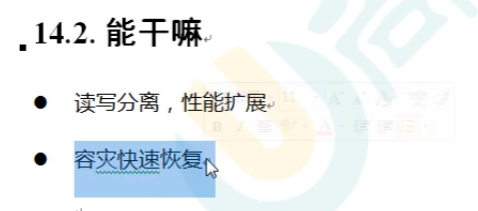 14.2. 能干嘛
● 读写分离，性能扩展
● 容灾快速恢复